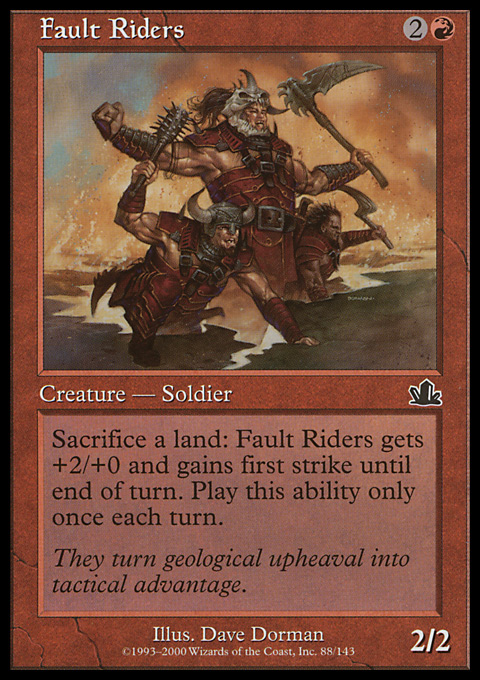 Fault Riders
2
Creature — Soldier
Sacrifice a land: Fault Riders gets
+2/+0 and gains first strike until
end of turn. Play this ability only
once each turn.
They turn geological upheaval into
tactical advantage.
Illus. Dave Dorman
©1993–2000 Wizards of the Coast, Inc. 88/143
2/2